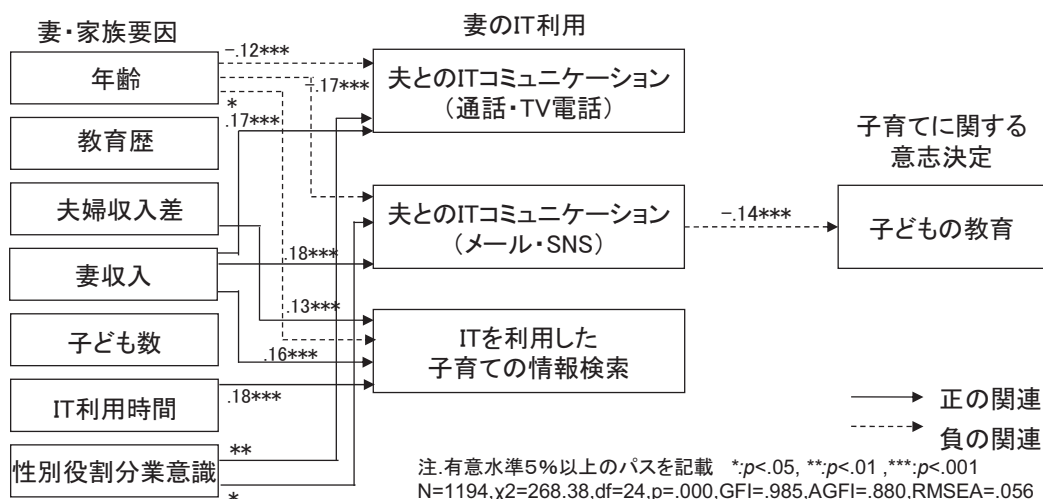 妻・家族要因
妻のIT利用
年齢
教育歴
夫婦収入差
妻収入
子ども数
IT利用時間
性別役割分業意識
-.12***
-.17***
*
.17***
.18***
.13***
.16***
.18***
**
*
夫とのITコミュニケーション
(通話・TV電話)
夫とのITコミュニケーション
(メール・SNS)
ITを利用した
子育ての情報検索
-.14***
子育てに関する
意志決定
子どもの教育
正の関連
負の関連
注.有意水準5%以上のパスを記載 *:p<.05, **:p<.01 ,***:p<.001
N=1194,χ2=268.38,df=24,p=.000,GFI=.985,AGFI=.880,RMSEA=.056